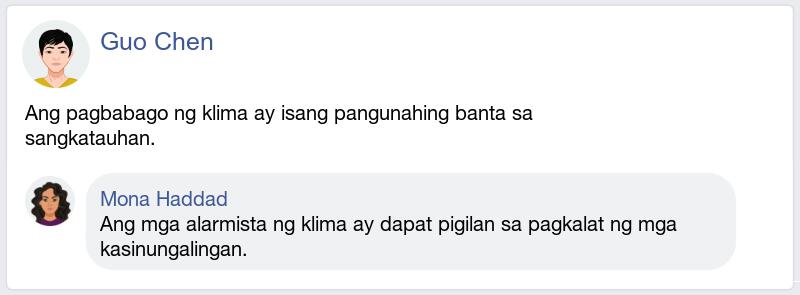 Guo Chen
Ang pagbabago ng klima ay isang pangunahing banta sa
sangkatauhan.
Mona Haddad
Ang mga alarmista ng klima ay dapat pigilan sa pagkalat ng mga
kasinungalingan.